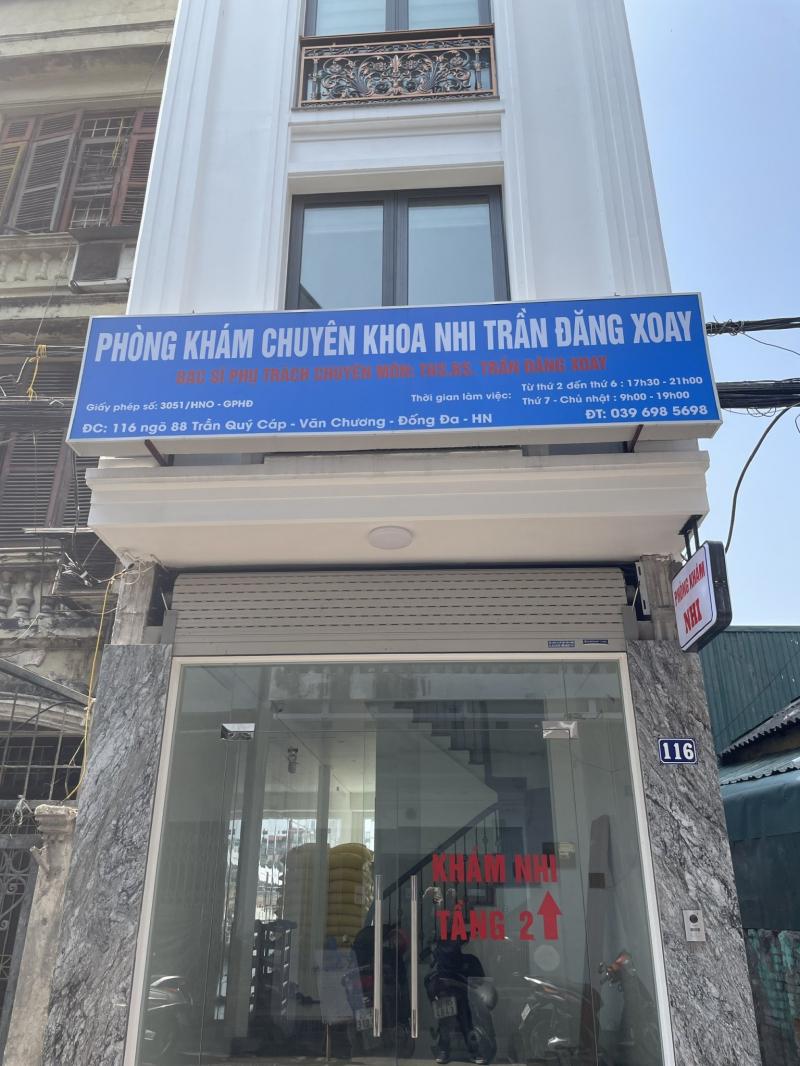 PHÒNG KHÁM CHUYÊN KHOA NHI TRẦN ĐĂNG XOAY
BÁC SĨ PHỤ TRÁCH CHUYÊN MÔN: THS.BS. TRẦN ĐĂNG XOAY
Giấy phép số: 3051/HNO - GPHĐ
Thời gian làm việc: Từ thứ 2 đến thứ 6 : 17h30 - 21h00
Thứ 7 - Chủ nhật : 9h00 - 19h00
ĐC: 116 ngõ 88 Trần Quý Cáp - Văn Chương - Đống Đa - HN
ĐT: 039 698 5698
PHÒNG KHÁM
NHI
116
KHÁM NHI
TẦNG 2